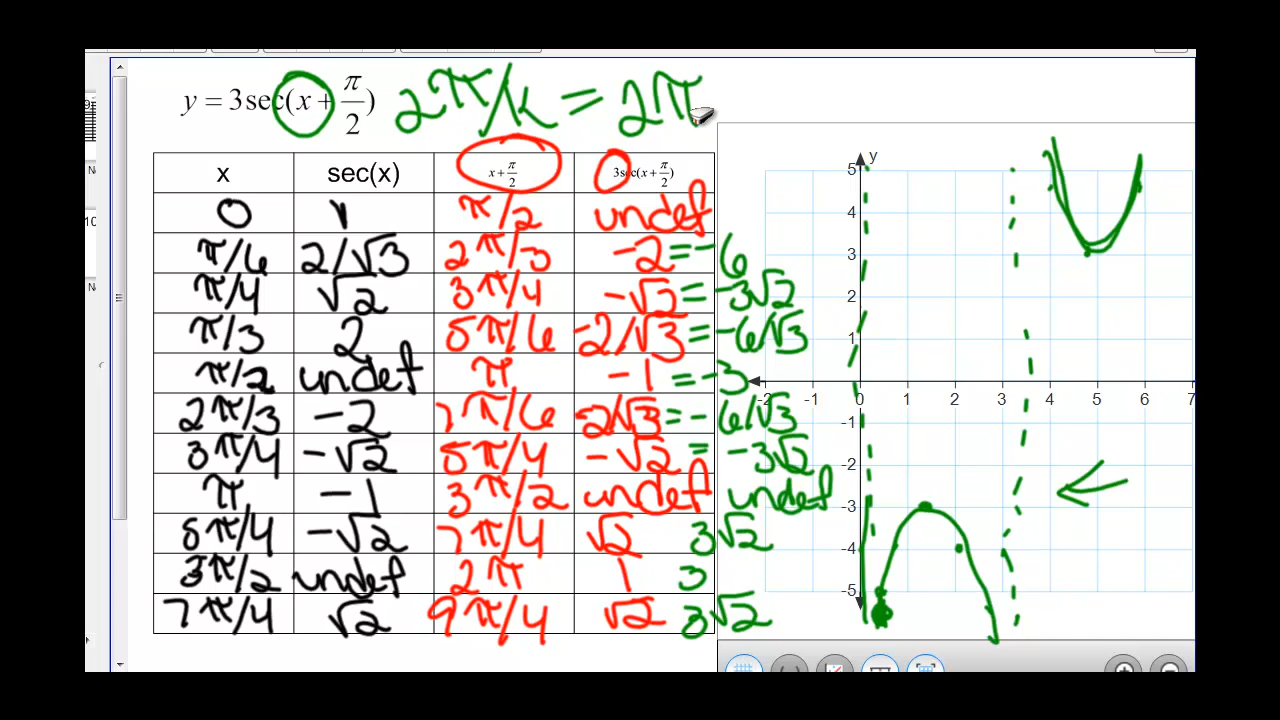 y = 3sec(x + π/2) 2π/k = 2π
x sec(x) x + π/2 3sec(x + π/2)
0 1 π/2 undef
π/6 2/√3 2π/3 -2 = -6
π/4 √2 3π/4 -√2 = -3√2
π/3 2 5π/6 -2/√3 = -6/√3
π/2 undef π -1 = -3
2π/3 -2 7π/6 -2/√3 = -6/√3
3π/4 -√2 5π/4 -√2 = -3√2
π -1 3π/2 undef undef
5π/4 -√2 7π/4 √2 3√2
3π/2 undef 2π 1 3
7π/4 √2 9π/4 √2 3√2
y
5
4
3
2
1
-2 -1 0 1 2 3 4 5 6 7
-1
-2
-3
-4
-5
10